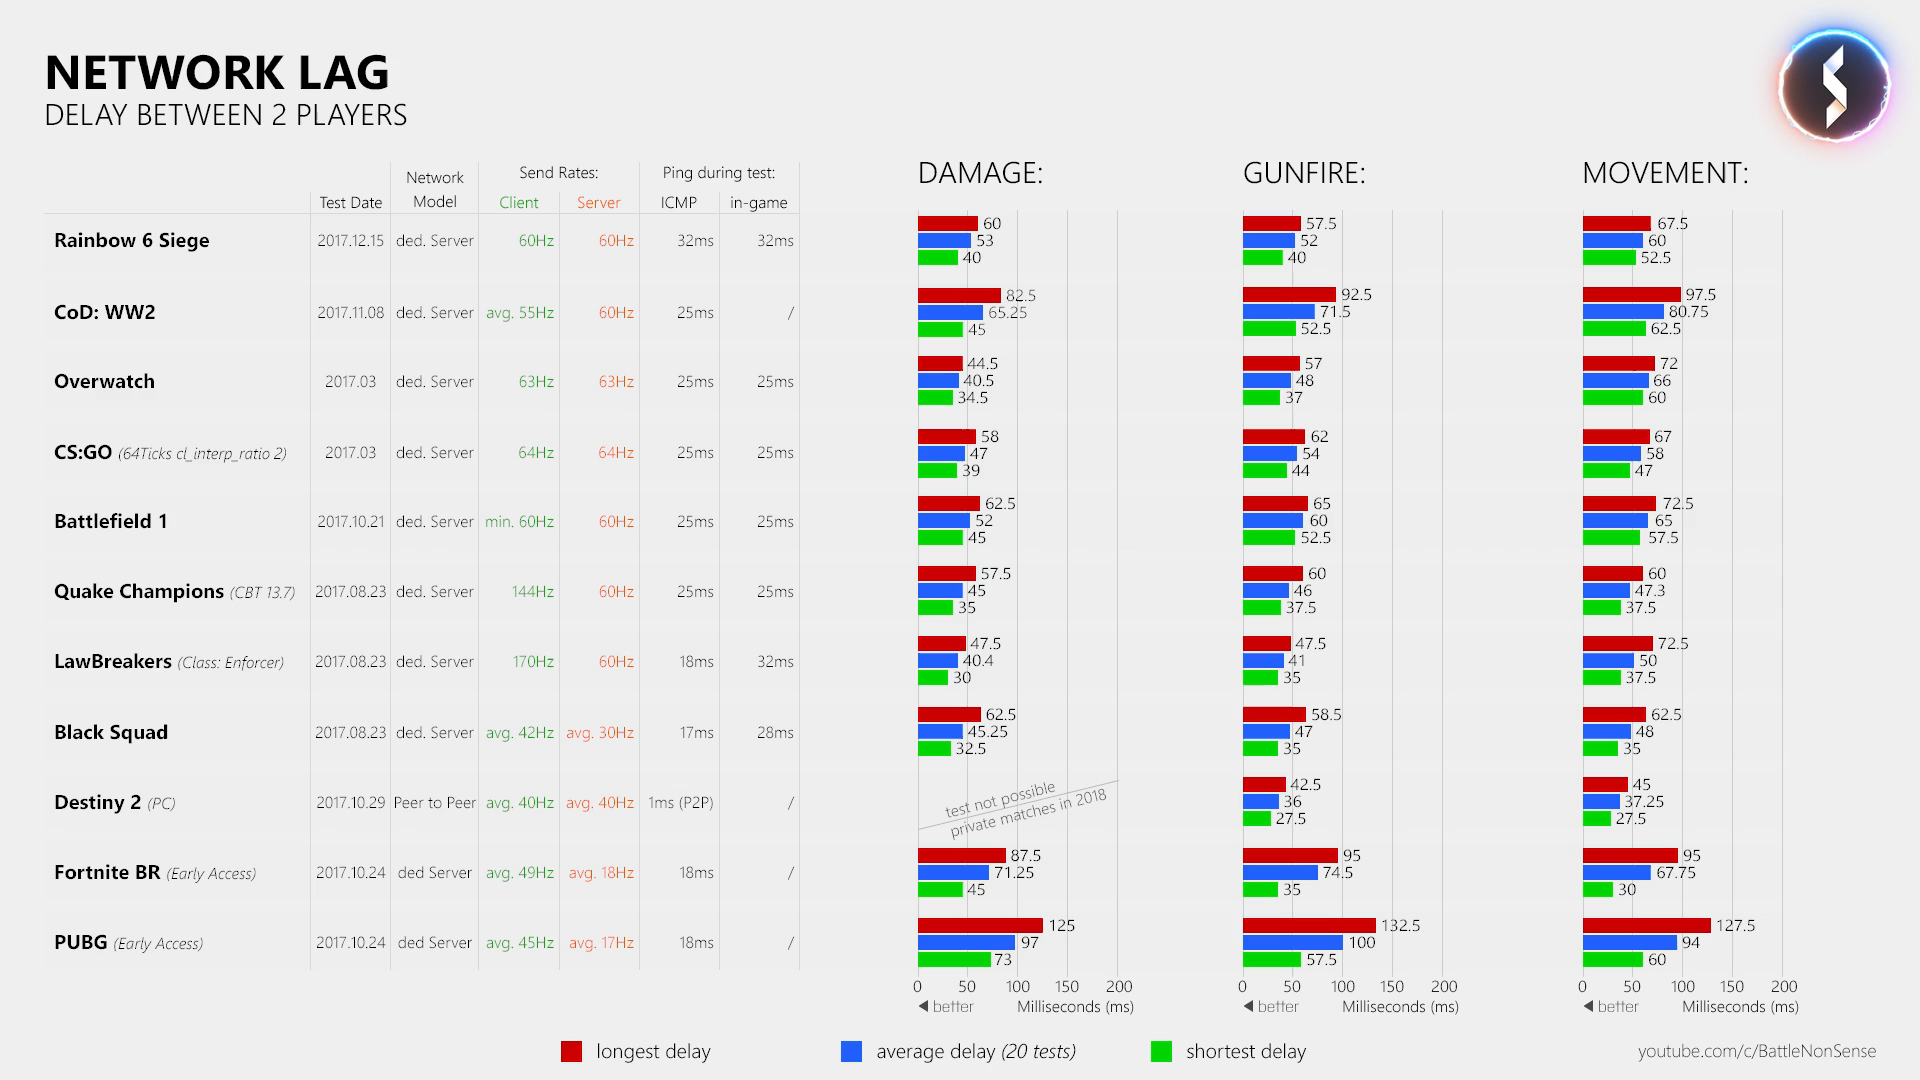 NETWORK LAG
DELAY BETWEEN 2 PLAYERS
DAMAGE: GUNFIRE: MOVEMENT:
Network Send Rates: Ping during test:
Test Date Model Client Server ICMP in-game
Rainbow 6 Siege 2017.12.15 ded. Server 60Hz 60Hz 32ms 32ms
60 57.5 67.5
53 52 60
40 40 52.5
CoD: WW2 2017.11.08 ded. Server avg. 55Hz 60Hz 25ms /
82.5 92.5 97.5
65.25 71.5 80.75
45 52.5 62.5
Overwatch 2017.03 ded. Server 63Hz 63Hz 25ms 25ms
44.5 57 72
40.5 48 66
34.5 37 60
CS:GO (64Ticks cl_interp_ratio 2) 2017.03 ded. Server 64Hz 64Hz 25ms 25ms
58 62 67
47 54 58
39 44 47
Battlefield 1 2017.10.21 ded. Server min. 60Hz 60Hz 25ms 25ms
62.5 65 72.5
52 60 65
45 52.5 57.5
Quake Champions (CBT 13.7) 2017.08.23 ded. Server 144Hz 60Hz 25ms 25ms
57.5 60 60
45 46 47.3
35 37.5 37.5
LawBreakers (Class: Enforcer) 2017.08.23 ded. Server 170Hz 60Hz 18ms 32ms
47.5 47.5 72.5
40.4 41 50
30 35 37.5
Black Squad 2017.08.23 ded. Server avg. 42Hz avg. 30Hz 17ms 28ms
62.5 58.5 62.5
45.25 47 48
32.5 35 35
Destiny 2 (PC) 2017.10.29 Peer to Peer avg. 40Hz avg. 40Hz 1ms (P2P) /
test not possible
private matches in 2018
42.5 45
36 37.25
27.5 27.5
Fortnite BR (Early Access) 2017.10.24 ded Server avg. 49Hz avg. 18Hz 18ms /
87.5 95 95
71.25 74.5 67.75
45 35 30
PUBG (Early Access) 2017.10.24 ded Server avg. 45Hz avg. 17Hz 18ms /
125 132.5 127.5
97 100 94
73 57.5 60
0 50 100 150 200 0 50 100 150 200 0 50 100 150 200
better Milliseconds (ms) better Milliseconds (ms) better Milliseconds (ms)
longest delay average delay (20 tests) shortest delay
youtube.com/c/BattleNonSense